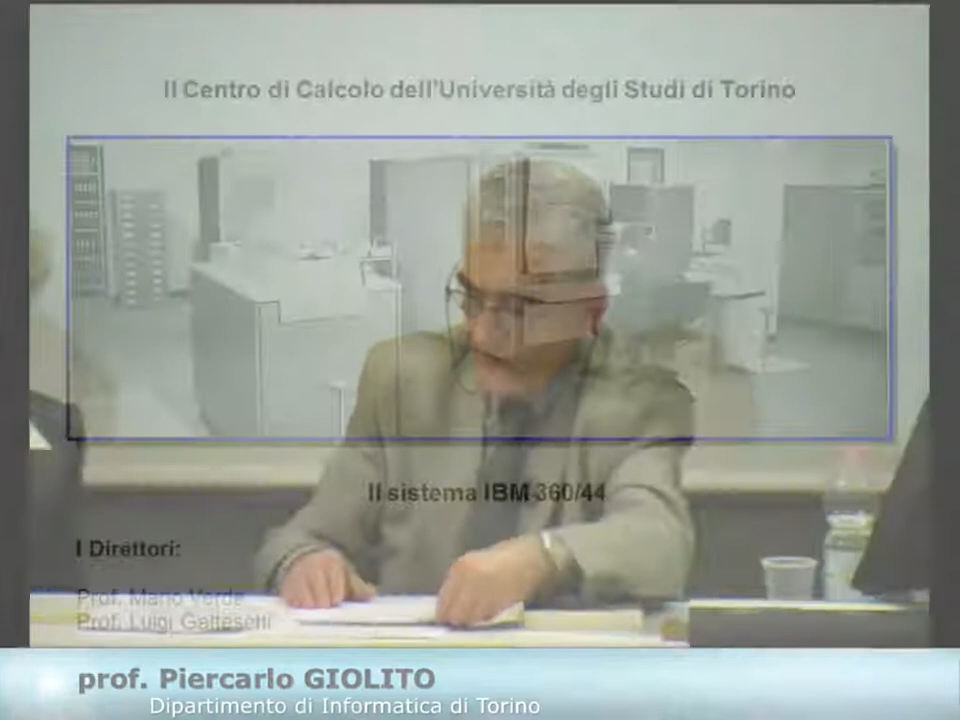 Il Centro di Calcolo dell'Università degli Studi di Torino
Il sistema IBM 360/44
I Direttori:
Prof. Mario Verde
Prof. Luigi
prof. Piercarlo GIOLITO
Dipartimento di Informatica di Torino